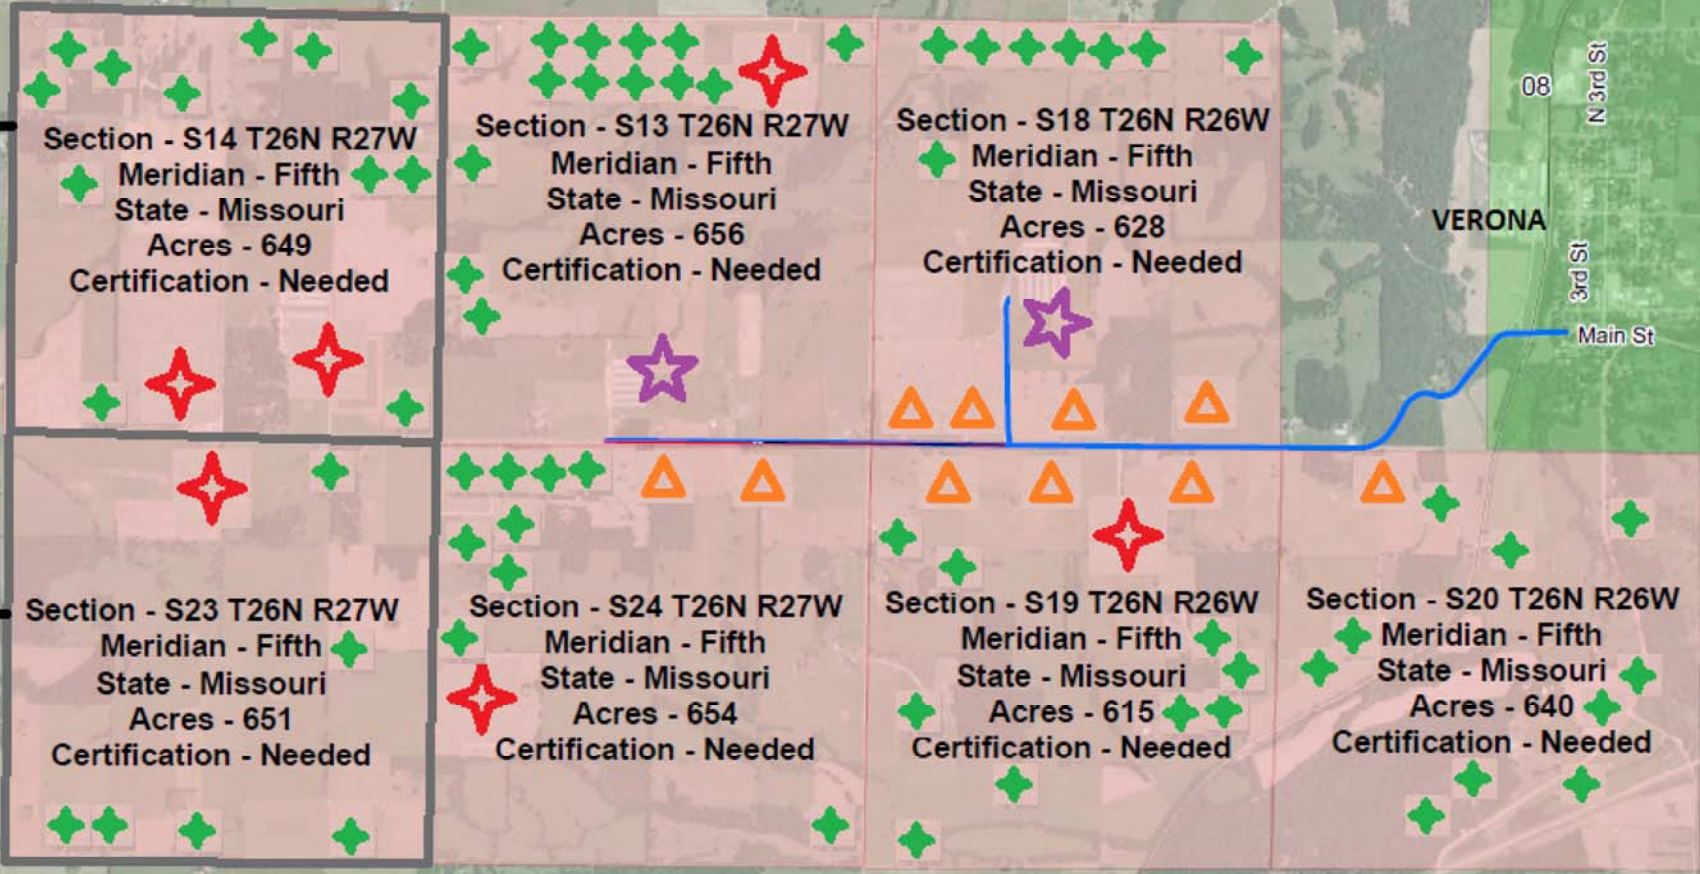 Section - S14 T26N R27W
Meridian - Fifth
State - Missouri
Acres - 649
Certification - Needed
Section - S13 T26N R27W
Meridian - Fifth
State - Missouri
Acres - 656
Certification - Needed
Section - S18 T26N R26W
Meridian - Fifth
State - Missouri
Acres - 628
Certification - Needed
08
N 3rd St
VERONA
3rd St
Main St
Section - S23 T26N R27W
Meridian - Fifth
State - Missouri
Acres - 651
Certification - Needed
Section - S24 T26N R27W
Meridian - Fifth
State - Missouri
Acres - 654
Certification - Needed
Section - S19 T26N R26W
Meridian - Fifth
State - Missouri
Acres - 615
Certification - Needed
Section - S20 T26N R26W
Meridian - Fifth
State - Missouri
Acres - 640
Certification - Needed